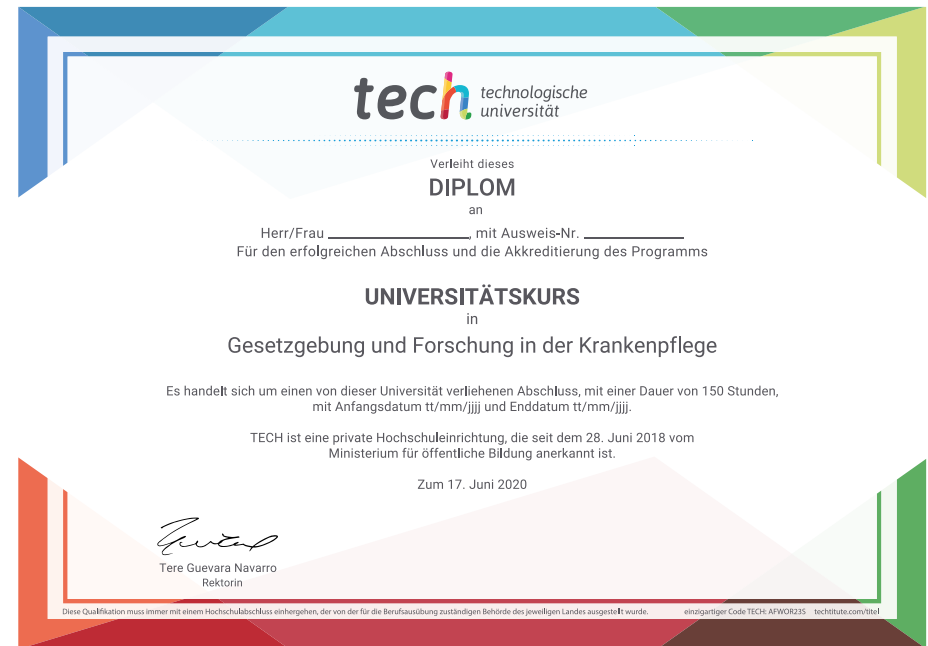 tech technologische
universität
Verleiht dieses
DIPLOM
an
Herr/Frau ____________, mit Ausweis-Nr. ____________
Für den erfolgreichen Abschluss und die Akkreditierung des Programms
UNIVERSITÄTSKURS
in
Gesetzgebung und Forschung in der Krankenpflege
Es handelt sich um einen von dieser Universität verliehenen Abschluss, mit einer Dauer von 150 Stunden,
mit Anfangsdatum tt/mm/jjjj und Enddatum tt/mm/jjjj.
TECH ist eine private Hochschuleinrichtung, die seit dem 28. Juni 2018 vom
Ministerium für öffentliche Bildung anerkannt ist.
Zum 17. Juni 2020
Tere Guevara Navarro
Rektorin
Diese Qualifikation muss immer mit einem Hochschulabschluss einhergehen, der von der für die Berufsausübung zuständigen Behörde des jeweiligen Landes ausgestellt wurde. einzigartiger Code TECH: AFWOR23S techtitute.com/titel